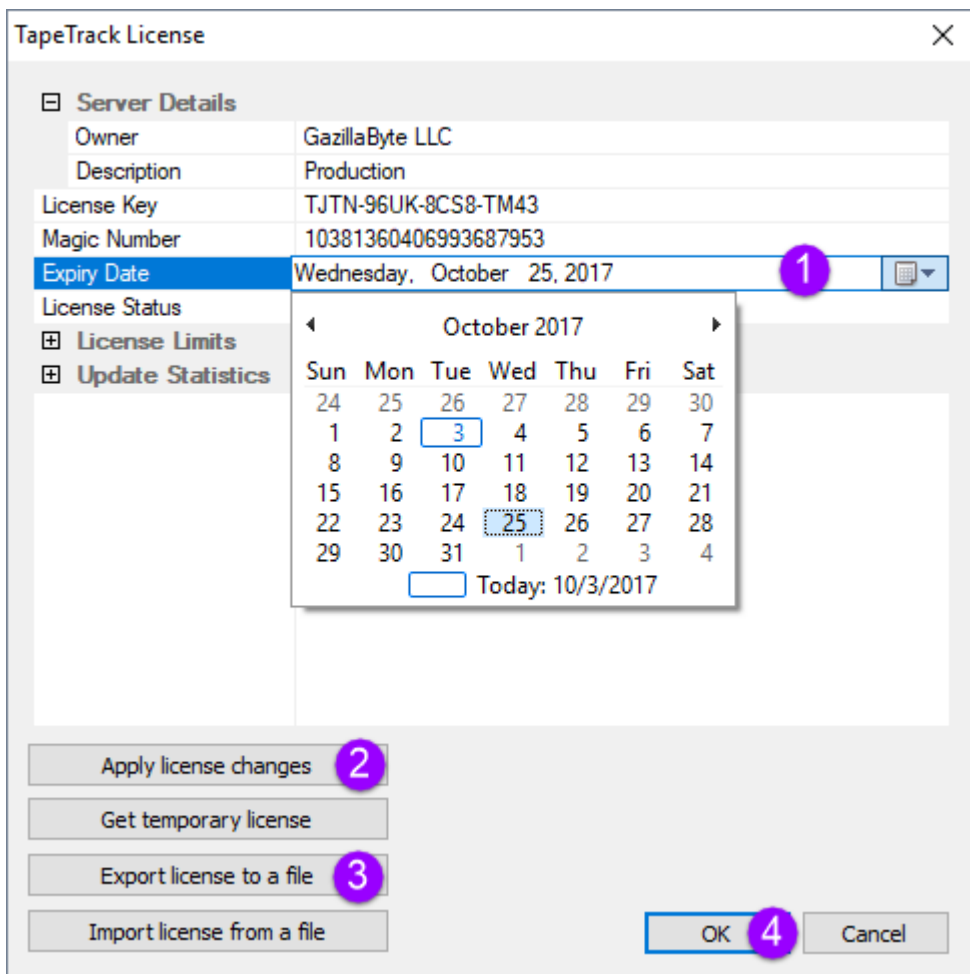 TapeTrack License
Server Details
Owner GazillaByte LLC
Description Production
License Key TJTN-96UK-8CS8-TM43
Magic Number 10381360406993687953
Expiry Date Wednesday, October 25, 2017 1
License Status
License Limits
Update Statistics
October 2017
Sun Mon Tue Wed Thu Fri Sat
24 25 26 27 28 29 30
1 2 3 4 5 6 7
8 9 10 11 12 13 14
15 16 17 18 19 20 21
22 23 24 25 26 27 28
29 30 31 1 2 3 4
Today: 10/3/2017
Apply license changes 2
Get temporary license
Export license to a file 3
Import license from a file
OK 4 Cancel